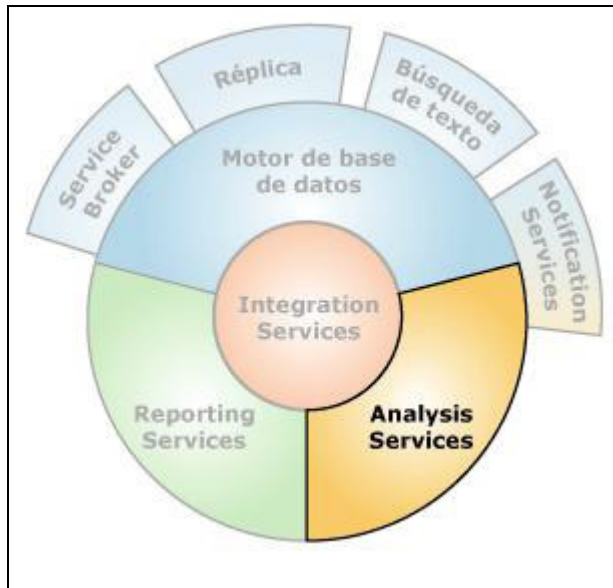 Réplica
Búsqueda
de texto
Service
Broker
Motor de base
de datos
Notification
Services
Integration
Services
Reporting
Services
Analysis
Services